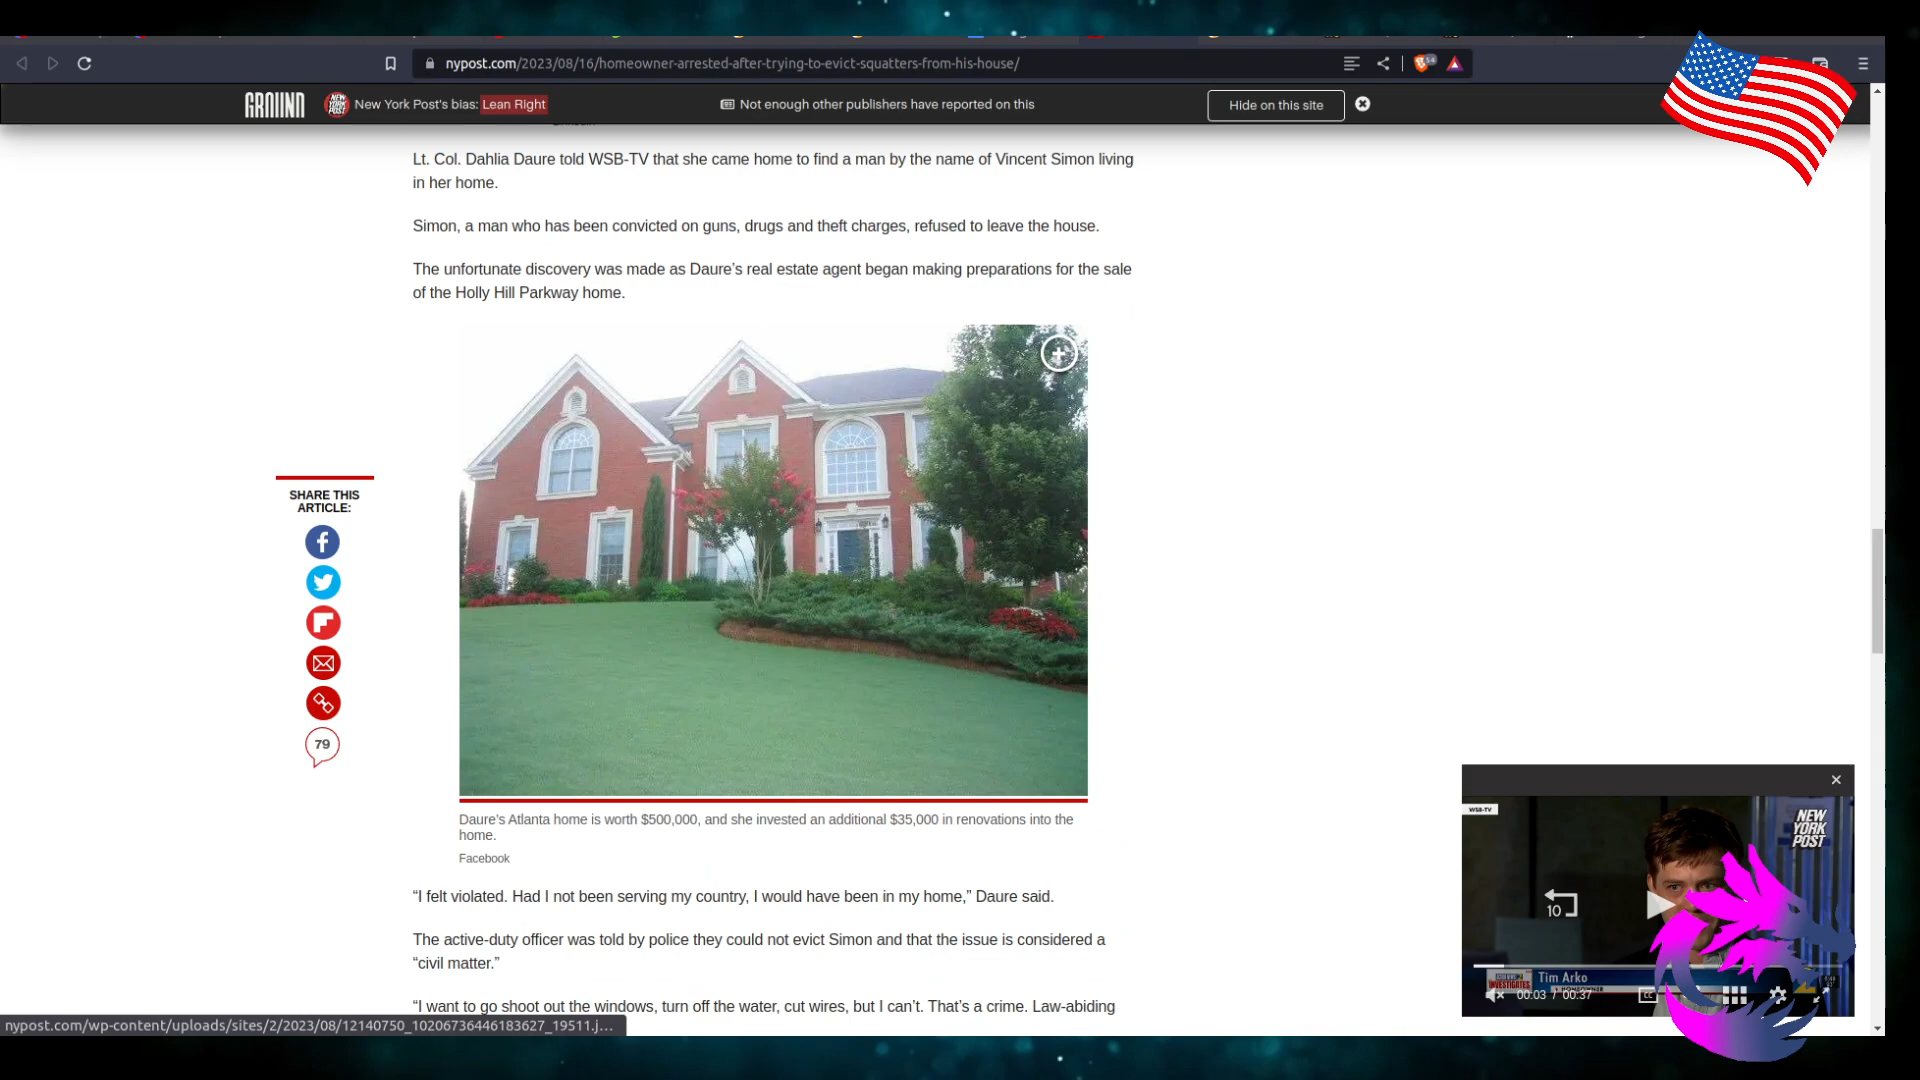 nypost.com/2023/08/16/homeowner-arrested-after-trying-to-evict-squatters-from-his-house/
54
GROUND
NEW YORK POST
New York Post's bias: Lean Right
Not enough other publishers have reported on this
Hide on this site
Lt. Col. Dahlia Daure told WSB-TV that she came home to find a man by the name of Vincent Simon living
in her home.
Simon, a man who has been convicted on guns, drugs and theft charges, refused to leave the house.
The unfortunate discovery was made as Daure’s real estate agent began making preparations for the sale
of the Holly Hill Parkway home.
SHARE THIS
ARTICLE:
79
Daure’s Atlanta home is worth $500,000, and she invested an additional $35,000 in renovations into the
home.
Facebook
“I felt violated. Had I not been serving my country, I would have been in my home,” Daure said.
The active-duty officer was told by police they could not evict Simon and that the issue is considered a
“civil matter.”
“I want to go shoot out the windows, turn off the water, cut wires, but I can’t. That’s a crime. Law-abiding
WSB-TV
NEW
YORK
POST
10
Tim Arko
INVESTIGATES
HOMEOWNER
00:03 / 00:37
CC
nypost.com/wp-content/uploads/sites/2/2023/08/12140750_10206736446183627_19511.j...